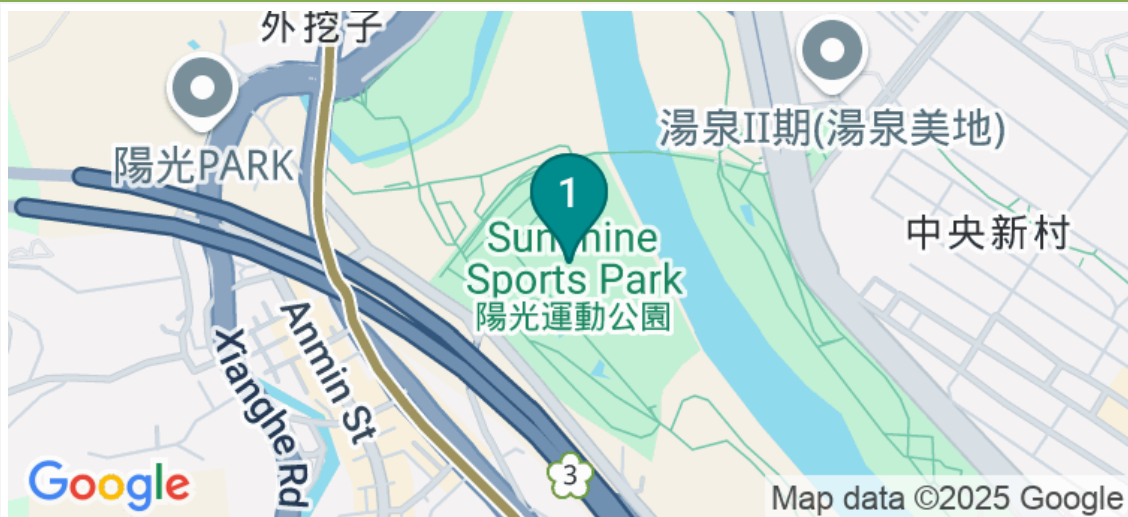 外挖子
陽光PARK
湯泉II期(湯泉美地)
1
Sunshine
Sports Park
陽光運動公園
中央新村
Anmin St
Xianghe Rd
3
Google
Map data ©2025 Google